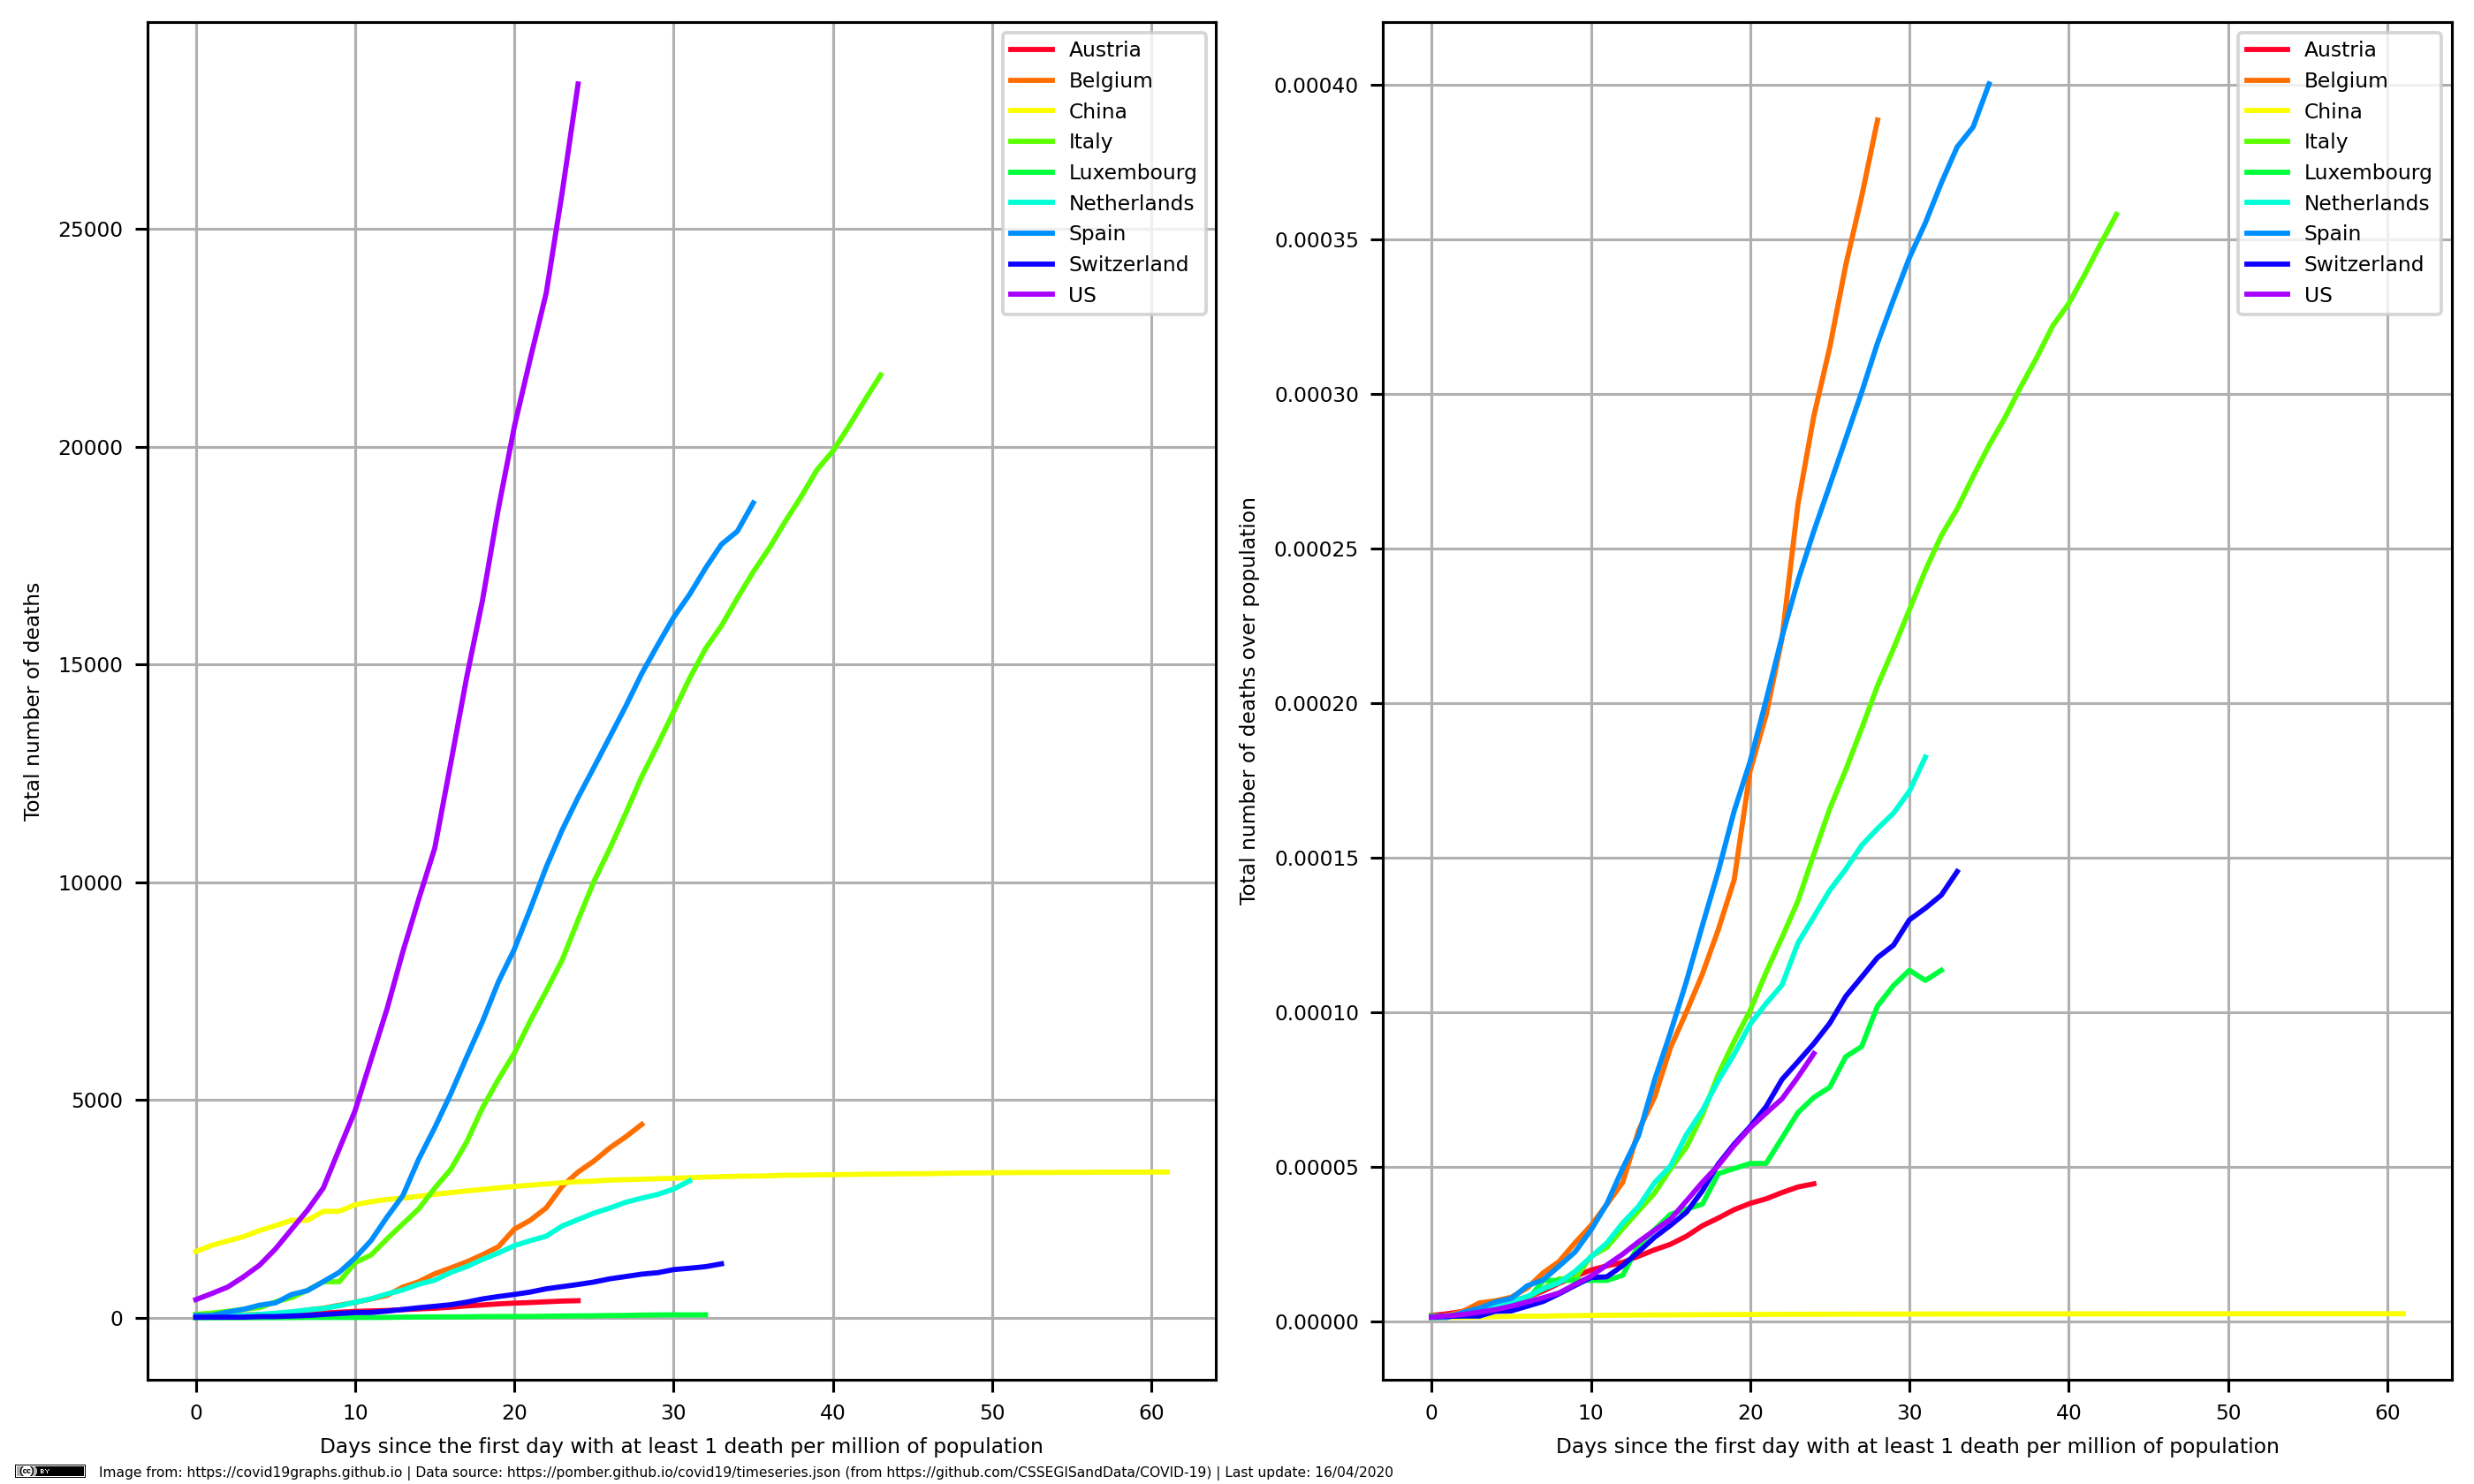 Total number of deaths
25000
20000
15000
10000
5000
0
0 10 20 30 40 50 60
Days since the first day with at least 1 death per million of population
Austria
Belgium
China
Italy
Luxembourg
Netherlands
Spain
Switzerland
US
Total number of deaths over population
0.00040
0.00035
0.00030
0.00025
0.00020
0.00015
0.00010
0.00005
0.00000
0 10 20 30 40 50 60
Days since the first day with at least 1 death per million of population
Austria
Belgium
China
Italy
Luxembourg
Netherlands
Spain
Switzerland
US
(cc) BY Image from: https://covid19graphs.github.io | Data source: https://pomber.github.io/covid19/timeseries.json (from https://github.com/CSSEGISandData/COVID-19) | Last update: 16/04/2020